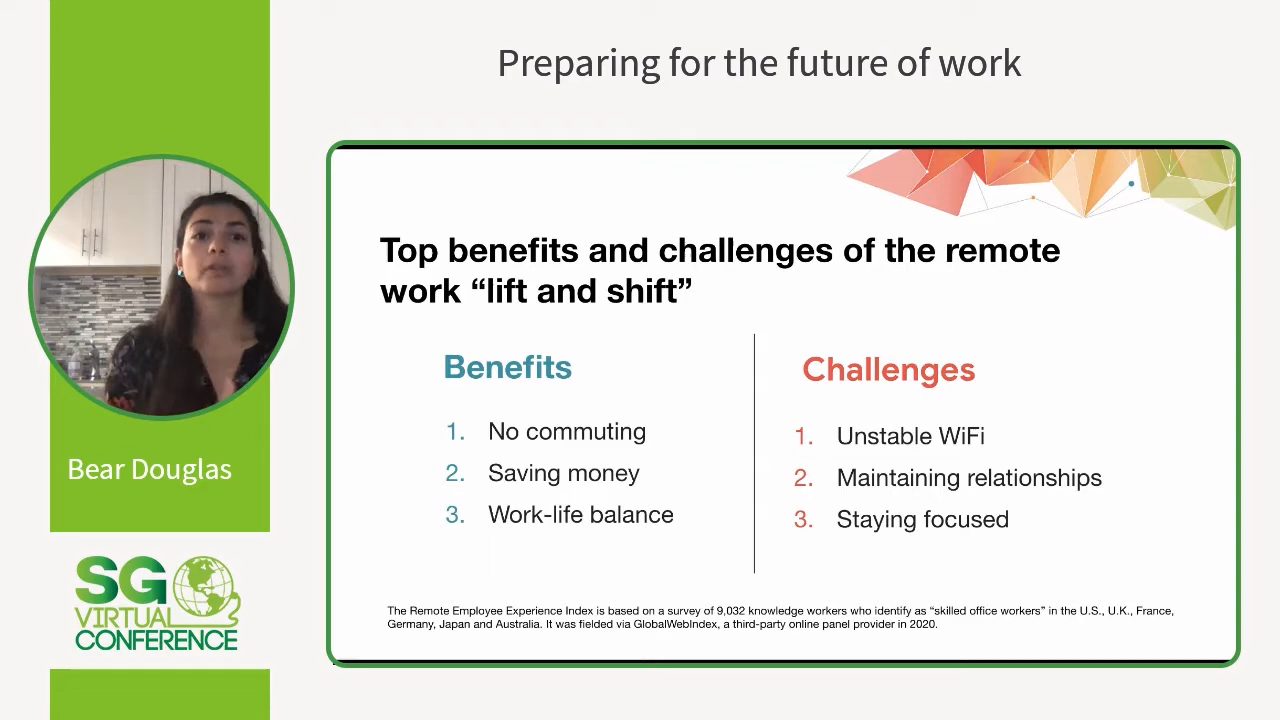 Preparing for the future of work
Top benefits and challenges of the remote
work “lift and shift”
Benefits
1. No commuting
2. Saving money
3. Work-life balance
Challenges
1. Unstable WiFi
2. Maintaining relationships
3. Staying focused
The Remote Employee Experience Index is based on a survey of 9,032 knowledge workers who identify as “skilled office workers” in the U.S., U.K., France,
Germany, Japan and Australia. It was fielded via GlobalWebIndex, a third-party online panel provider in 2020.
Bear Douglas
SG
VIRTUAL
CONFERENCE